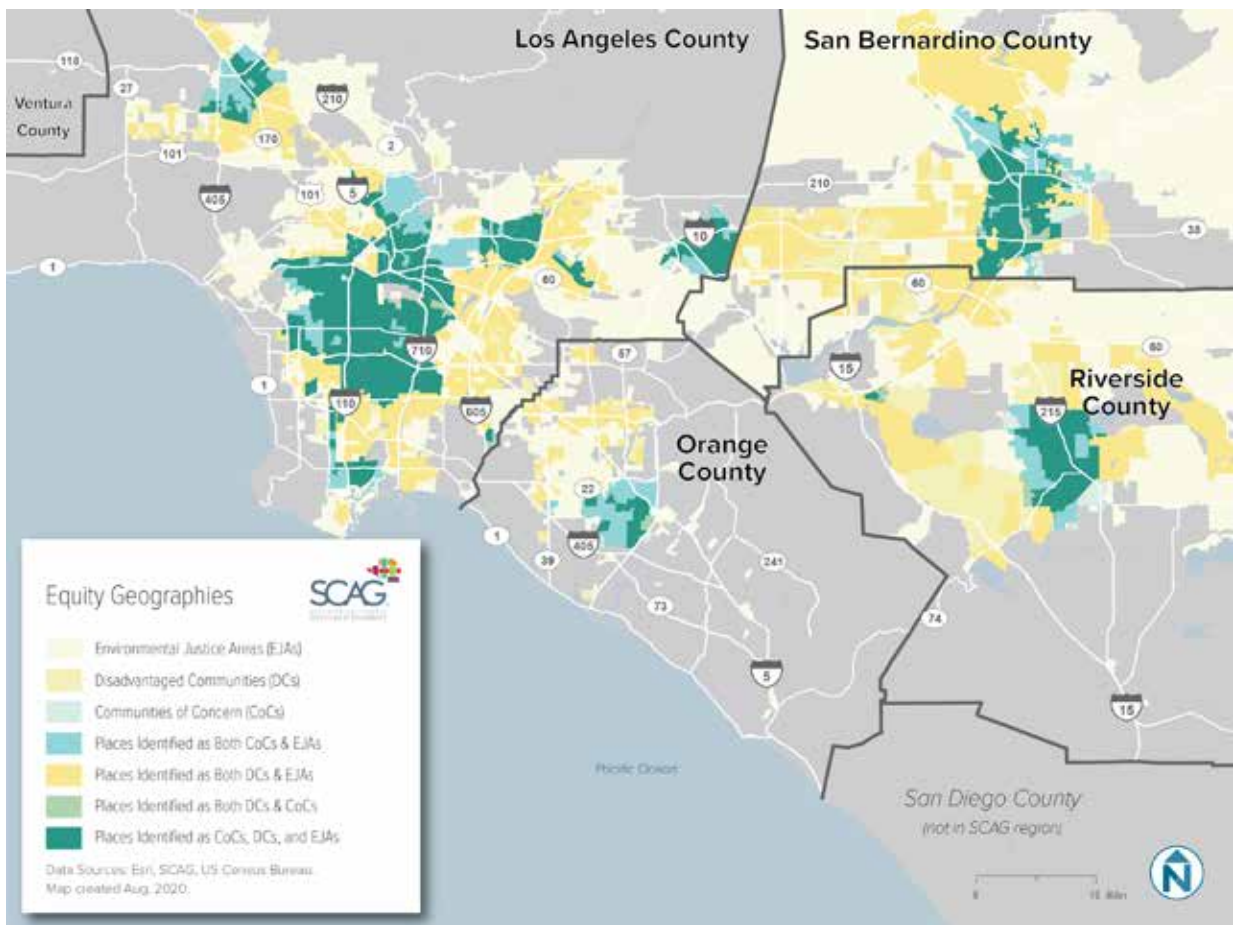 Los Angeles County
San Bernardino County
Ventura
County
118
27
210
170
2
101
405
101
5
210
10
38
1
60
60
60
710
1
110
605
57
15
Riverside
County
215
Orange
County
22
405
1
39
241
73
74
5
15
Pacific Ocean
San Diego County
(not in SCAG region)
0
N
Equity Geographies
SCAG
Environmental Justice Areas (EJAs)
Disadvantaged Communities (DCs)
Communities of Concern (CoCs)
Places Identified as Both CoCs & EJAs
Places Identified as Both DCs & EJAs
Places Identified as Both DCs & CoCs
Places Identified as CoCs, DCs, and EJAs
Data Sources: Esri, SCAG, US Census Bureau.
Map created Aug. 2020.